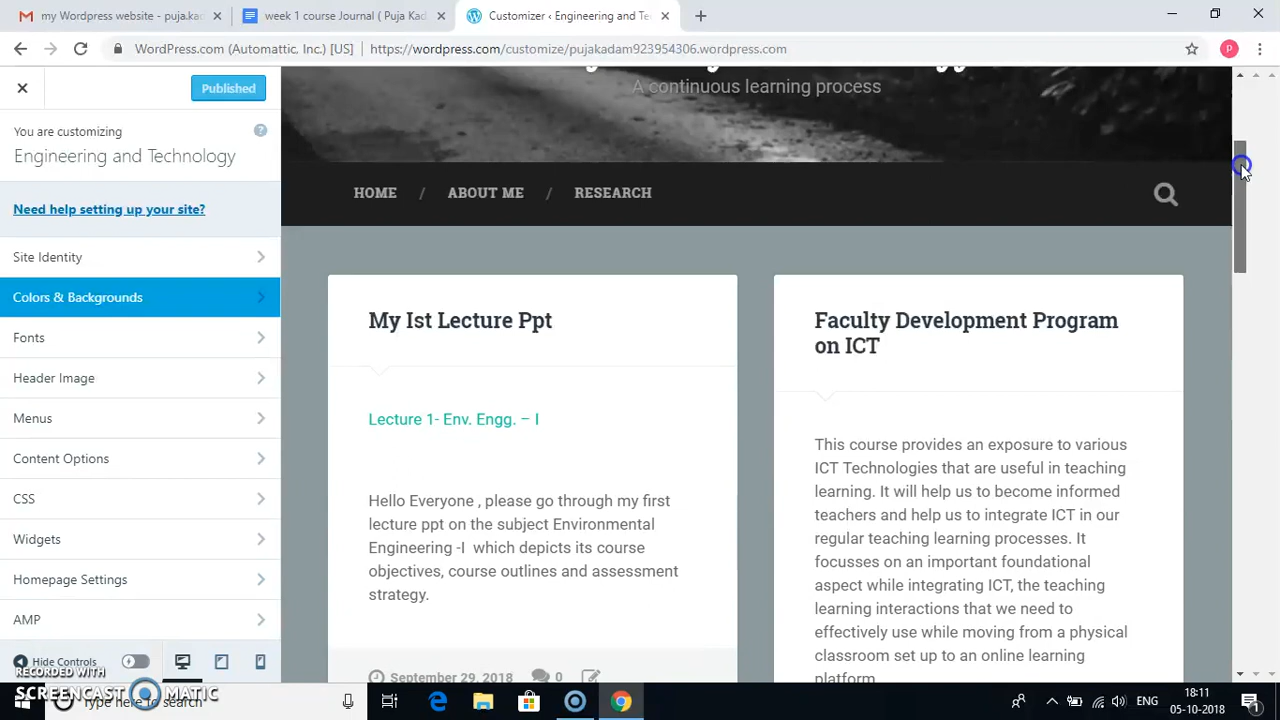 my Wordpress website - puja.ka
week 1 course Journal ( Puja Kad
Customizer ‹ Engineering and Te
WordPress.com (Automattic, Inc.) [US]
https://wordpress.com/customize/pujakadam923954306.wordpress.com
P
Published
You are customizing
Engineering and Technology
Need help setting up your site?
Site Identity
Colors & Backgrounds
Fonts
Header Image
Menus
Content Options
CSS
Widgets
Homepage Settings
AMP
Hide Controls
A continuous learning process
HOME / ABOUT ME / RESEARCH
My Ist Lecture Ppt
Lecture 1- Env. Engg. – I
Hello Everyone , please go through my first
lecture ppt on the subject Environmental
Engineering -I which depicts its course
objectives, course outlines and assessment
strategy.
September 29, 2018 0
Faculty Development Program
on ICT
This course provides an exposure to various
ICT Technologies that are useful in teaching
learning. It will help us to become informed
teachers and help us to integrate ICT in our
regular teaching learning processes. It
focusses on an important foundational
aspect while integrating ICT, the teaching
learning interactions that we need to
effectively use while moving from a physical
classroom set up to an online learning
platform.
RECORDED WITH
SCREENCAST MATIC
Type here to search
ENG
18:11
05-10-2018
1